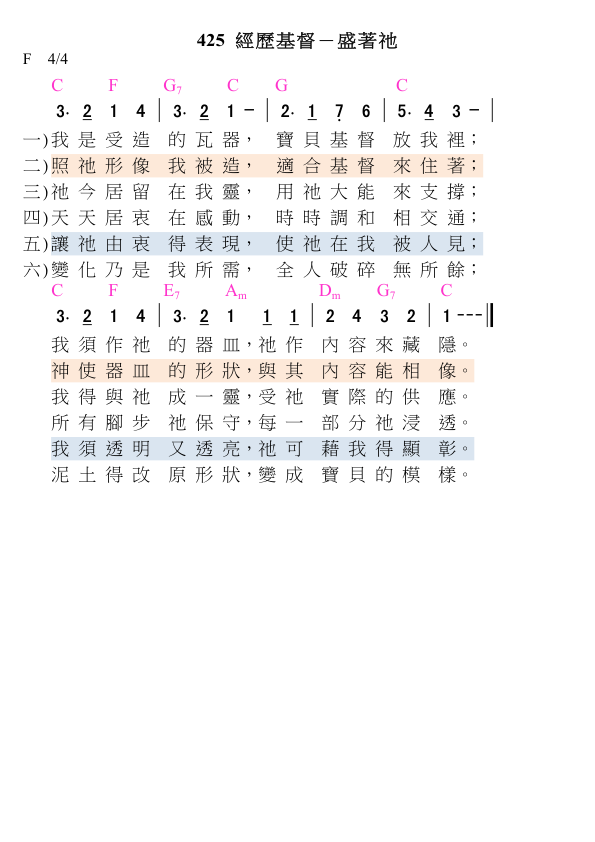 425 經歷基督－盛著祂
F 4/4
C F G7 C G C
3. 2 1 4 | 3. 2 1 － | 2. 1 7 6 | 5. 4 3 － |
一)我是受造 的瓦器， 寶貝基督 放我裡；
二)照祂形像 我被造， 適合基督 來住著；
三)祂今居留 在我靈， 用祂大能 來支撐；
四)天天居衷 在感動， 時時調和 相交通；
五)讓祂由衷 得表現， 使祂在我 被人見；
六)變化乃是 我所需， 全人破碎 無所餘；
C F E7 Am Dm G7 C
3. 2 1 4 | 3. 2 1 1 1 | 2 4 3 2 | 1 --- ‖
我須作祂 的器皿，祂作 內容來藏 隱。
神使器皿 的形狀，與其 內容能相 像。
我得與祂 成一靈，受祂 實際的供 應。
所有腳步 祂保守，每一 部分祂浸 透。
我須透明 又透亮，祂可 藉我得顯 彰。
泥土得改 原形狀，變成 寶貝的模 樣。